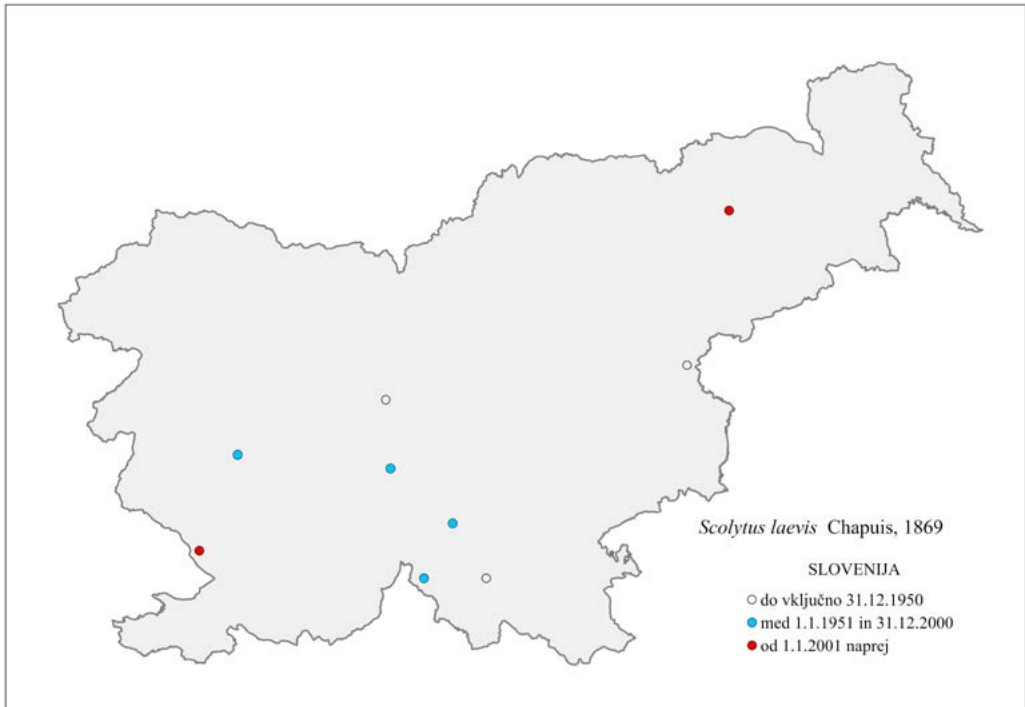 Scolytus laevis Chapuis, 1869
SLOVENIJA
do vključno 31.12.1950
med 1.1.1951 in 31.12.2000
od 1.1.2001 naprej